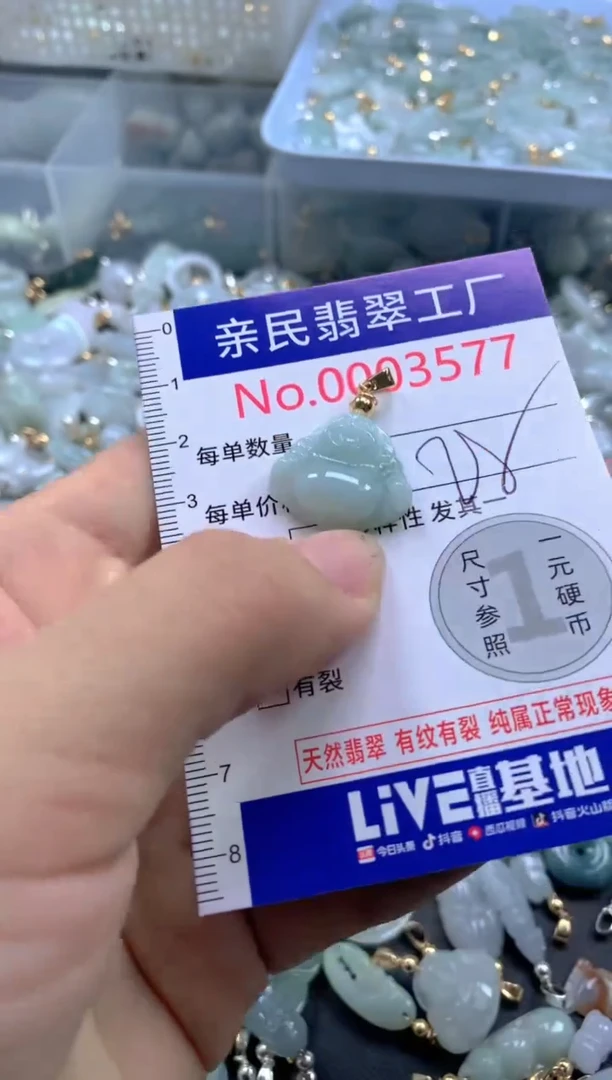 亲民翡翠工厂
No.0003577
每单数量
每单价
样性 发其
有裂
天然翡翠 有纹有裂 纯属正常现象
LiVE直播基地
今日头条 抖音 西瓜视频 抖音火山
0
1
2
3
7
8
尺寸参照
1
一元硬币